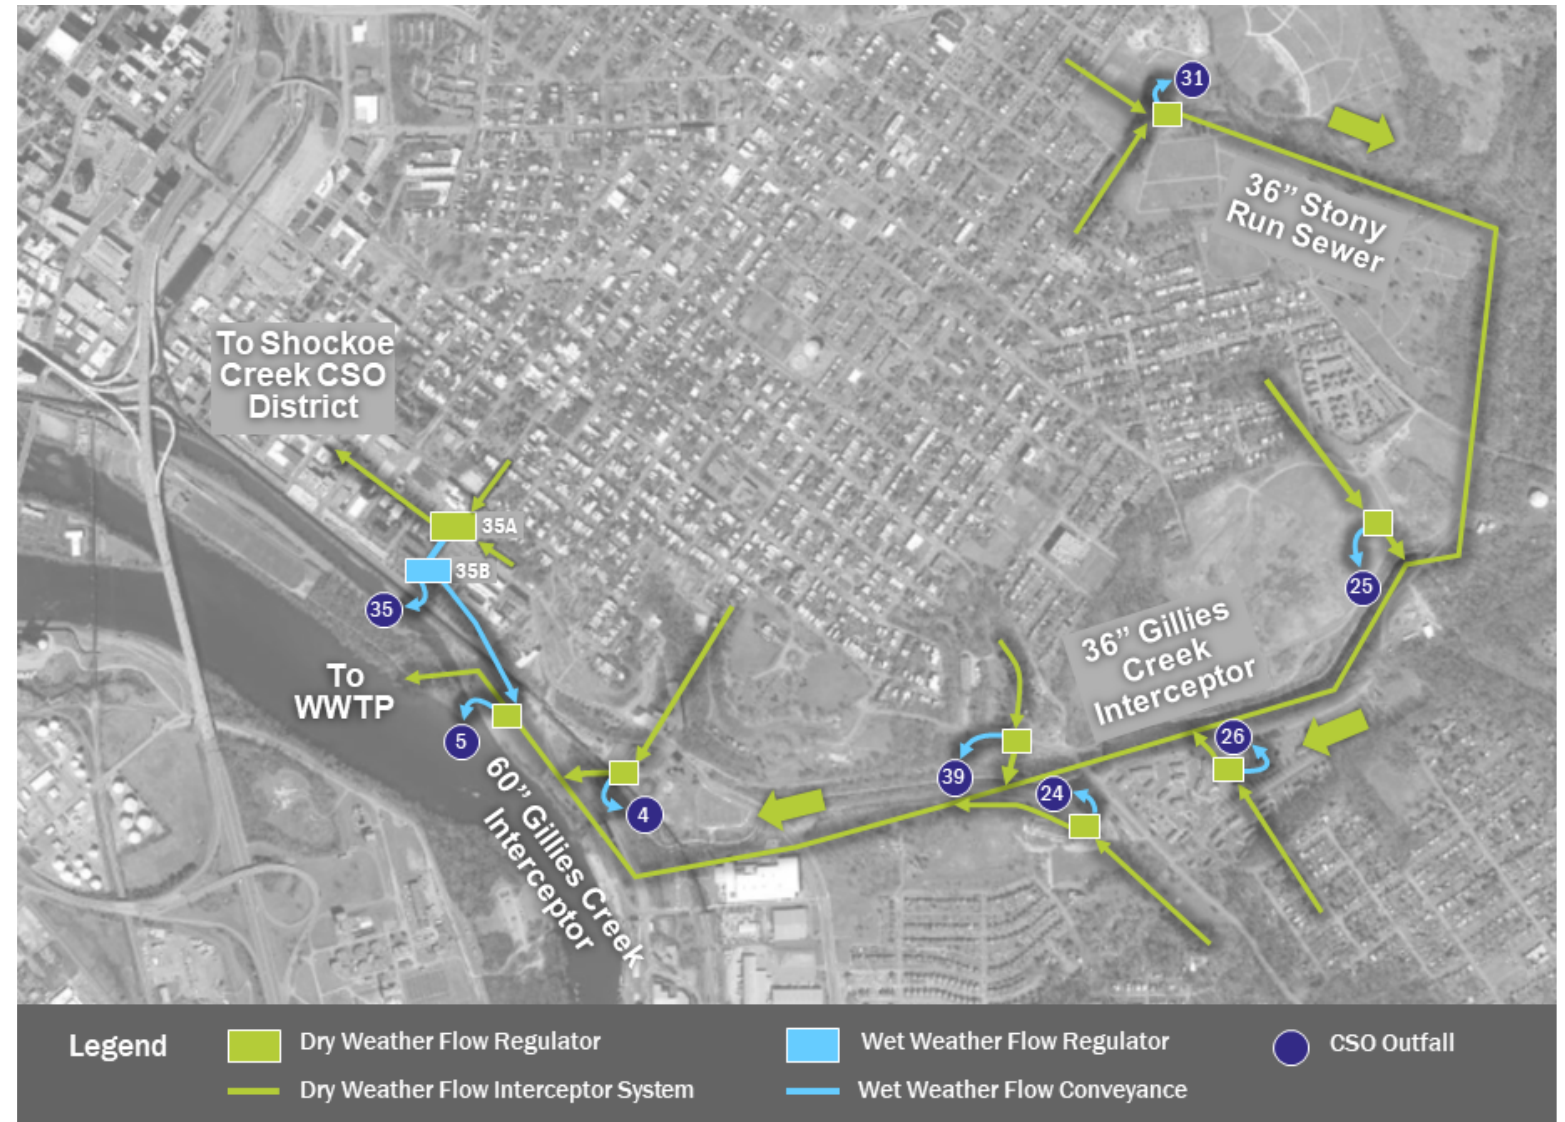 31
36” Stony
Run Sewer
To Shockoe
Creek CSO
District
35A
35B
35
25
36” Gillies
Creek
Interceptor
To
WWTP
5
26
39
24
4
60” Gillies Creek
Interceptor
Legend
Dry Weather Flow Regulator
Wet Weather Flow Regulator
CSO Outfall
Dry Weather Flow Interceptor System
Wet Weather Flow Conveyance